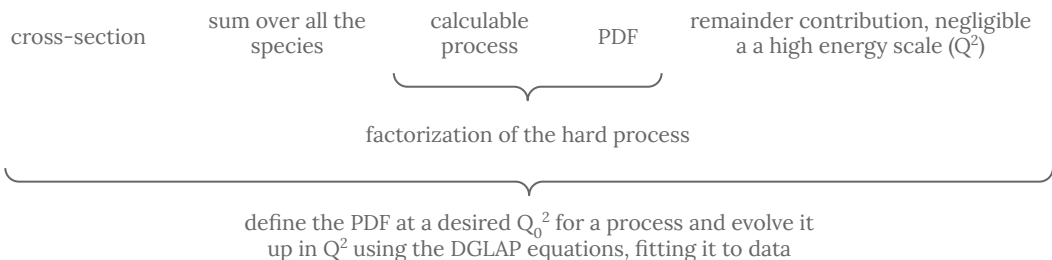 cross-section
sum over all the
species
calculable
process
PDF
remainder contribution, negligible
a a high energy scale (Q²)
factorization of the hard process
define the PDF at a desired Q₀² for a process and evolve it
up in Q² using the DGLAP equations, fitting it to data